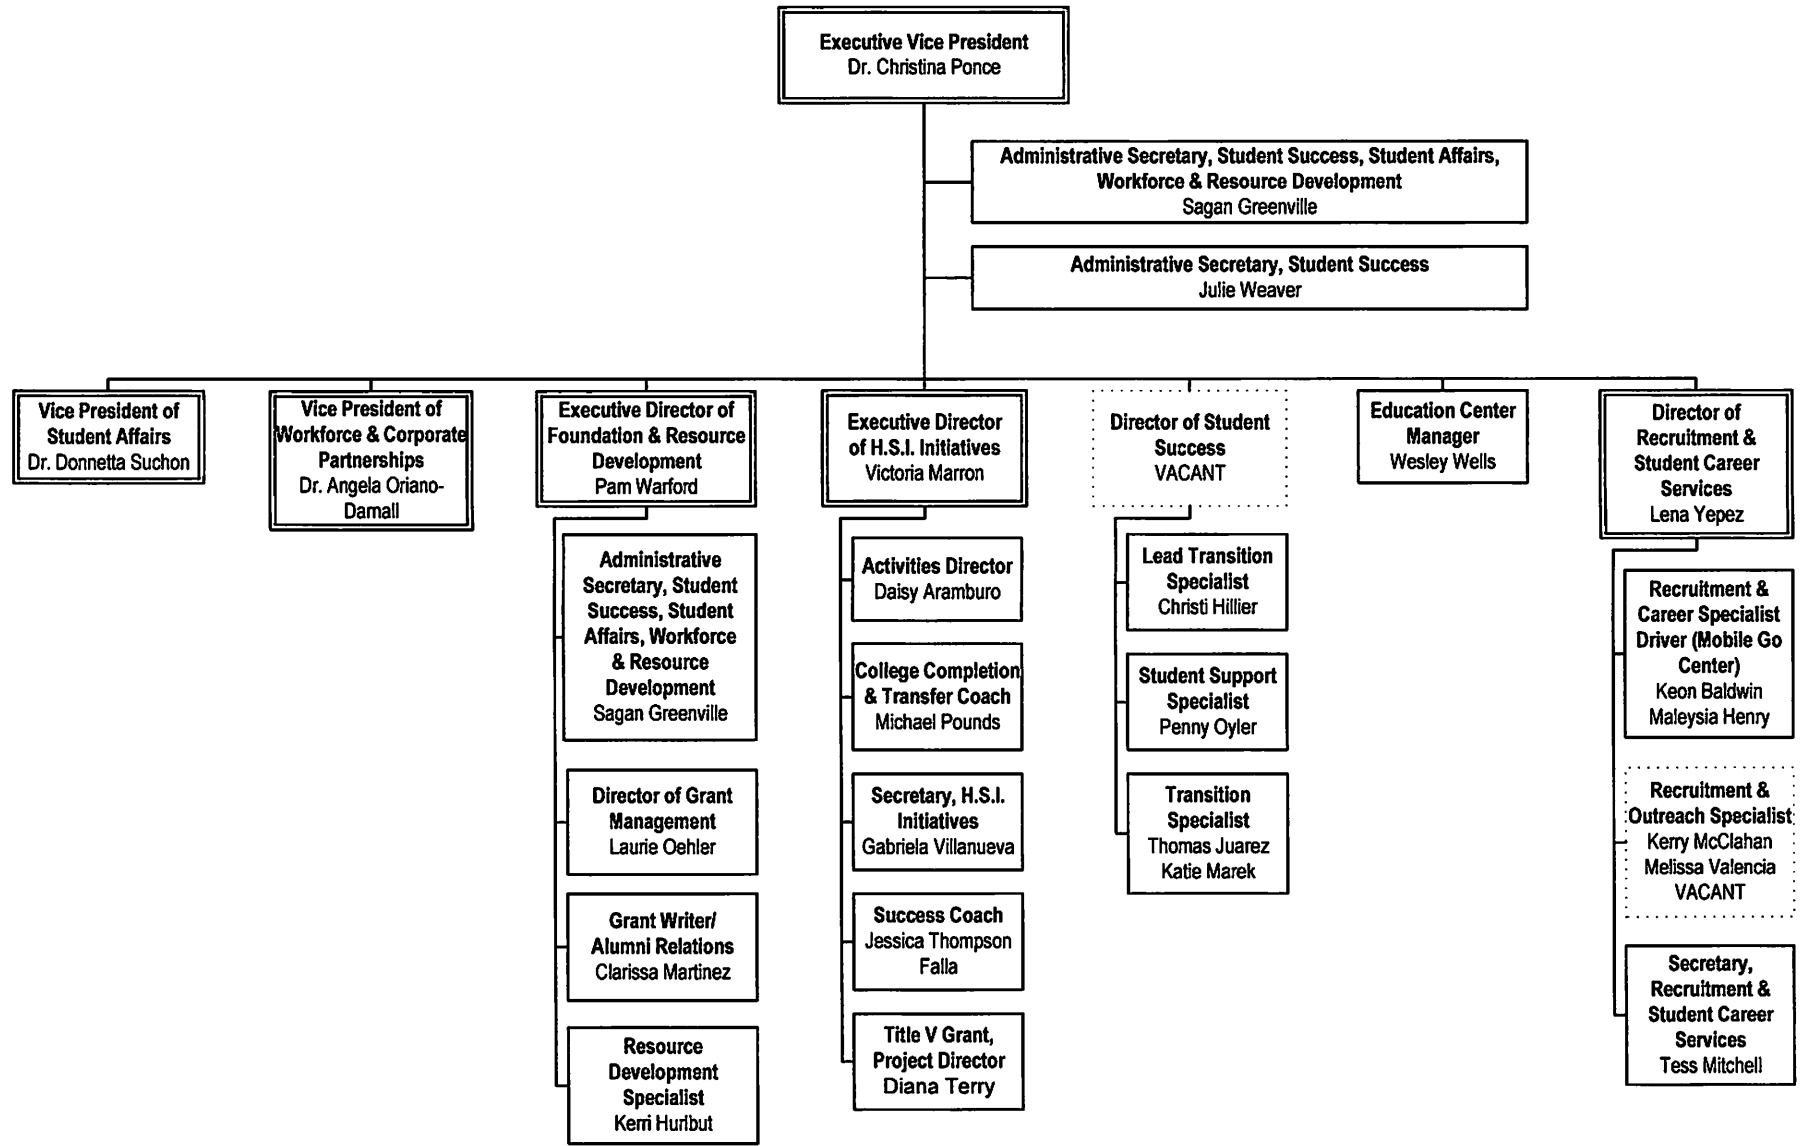 Executive Vice President
Dr. Christina Ponce
Administrative Secretary, Student Success, Student Affairs,
Workforce & Resource Development
Sagan Greenville
Administrative Secretary, Student Success
Julie Weaver
Vice President of
Student Affairs
Dr. Donnetta Suchon
Vice President of
Workforce & Corporate
Partnerships
Dr. Angela Oriano-
Darnall
Executive Director of
Foundation & Resource
Development
Pam Warford
Executive Director
of H.S.I. Initiatives
Victoria Marron
Director of Student
Success
VACANT
Education Center
Manager
Wesley Wells
Director of
Recruitment &
Student Career
Services
Lena Yepez
Administrative
Secretary, Student
Success, Student
Affairs, Workforce
& Resource
Development
Sagan Greenville
Director of Grant
Management
Laurie Oehler
Grant Writer/
Alumni Relations
Clarissa Martinez
Resource
Development
Specialist
Kerri Hurlbut
Activities Director
Daisy Aramburo
College Completion
& Transfer Coach
Michael Pounds
Secretary, H.S.I.
Initiatives
Gabriela Villanueva
Success Coach
Jessica Thompson
Falla
Title V Grant,
Project Director
Diana Terry
Lead Transition
Specialist
Christi Hillier
Student Support
Specialist
Penny Oyler
Transition
Specialist
Thomas Juarez
Katie Marek
Recruitment &
Career Specialist
Driver (Mobile Go
Center)
Keon Baldwin
Maleysia Henry
Recruitment &
Outreach Specialist
Kerry McClahan
Melissa Valencia
VACANT
Secretary,
Recruitment &
Student Career
Services
Tess Mitchell